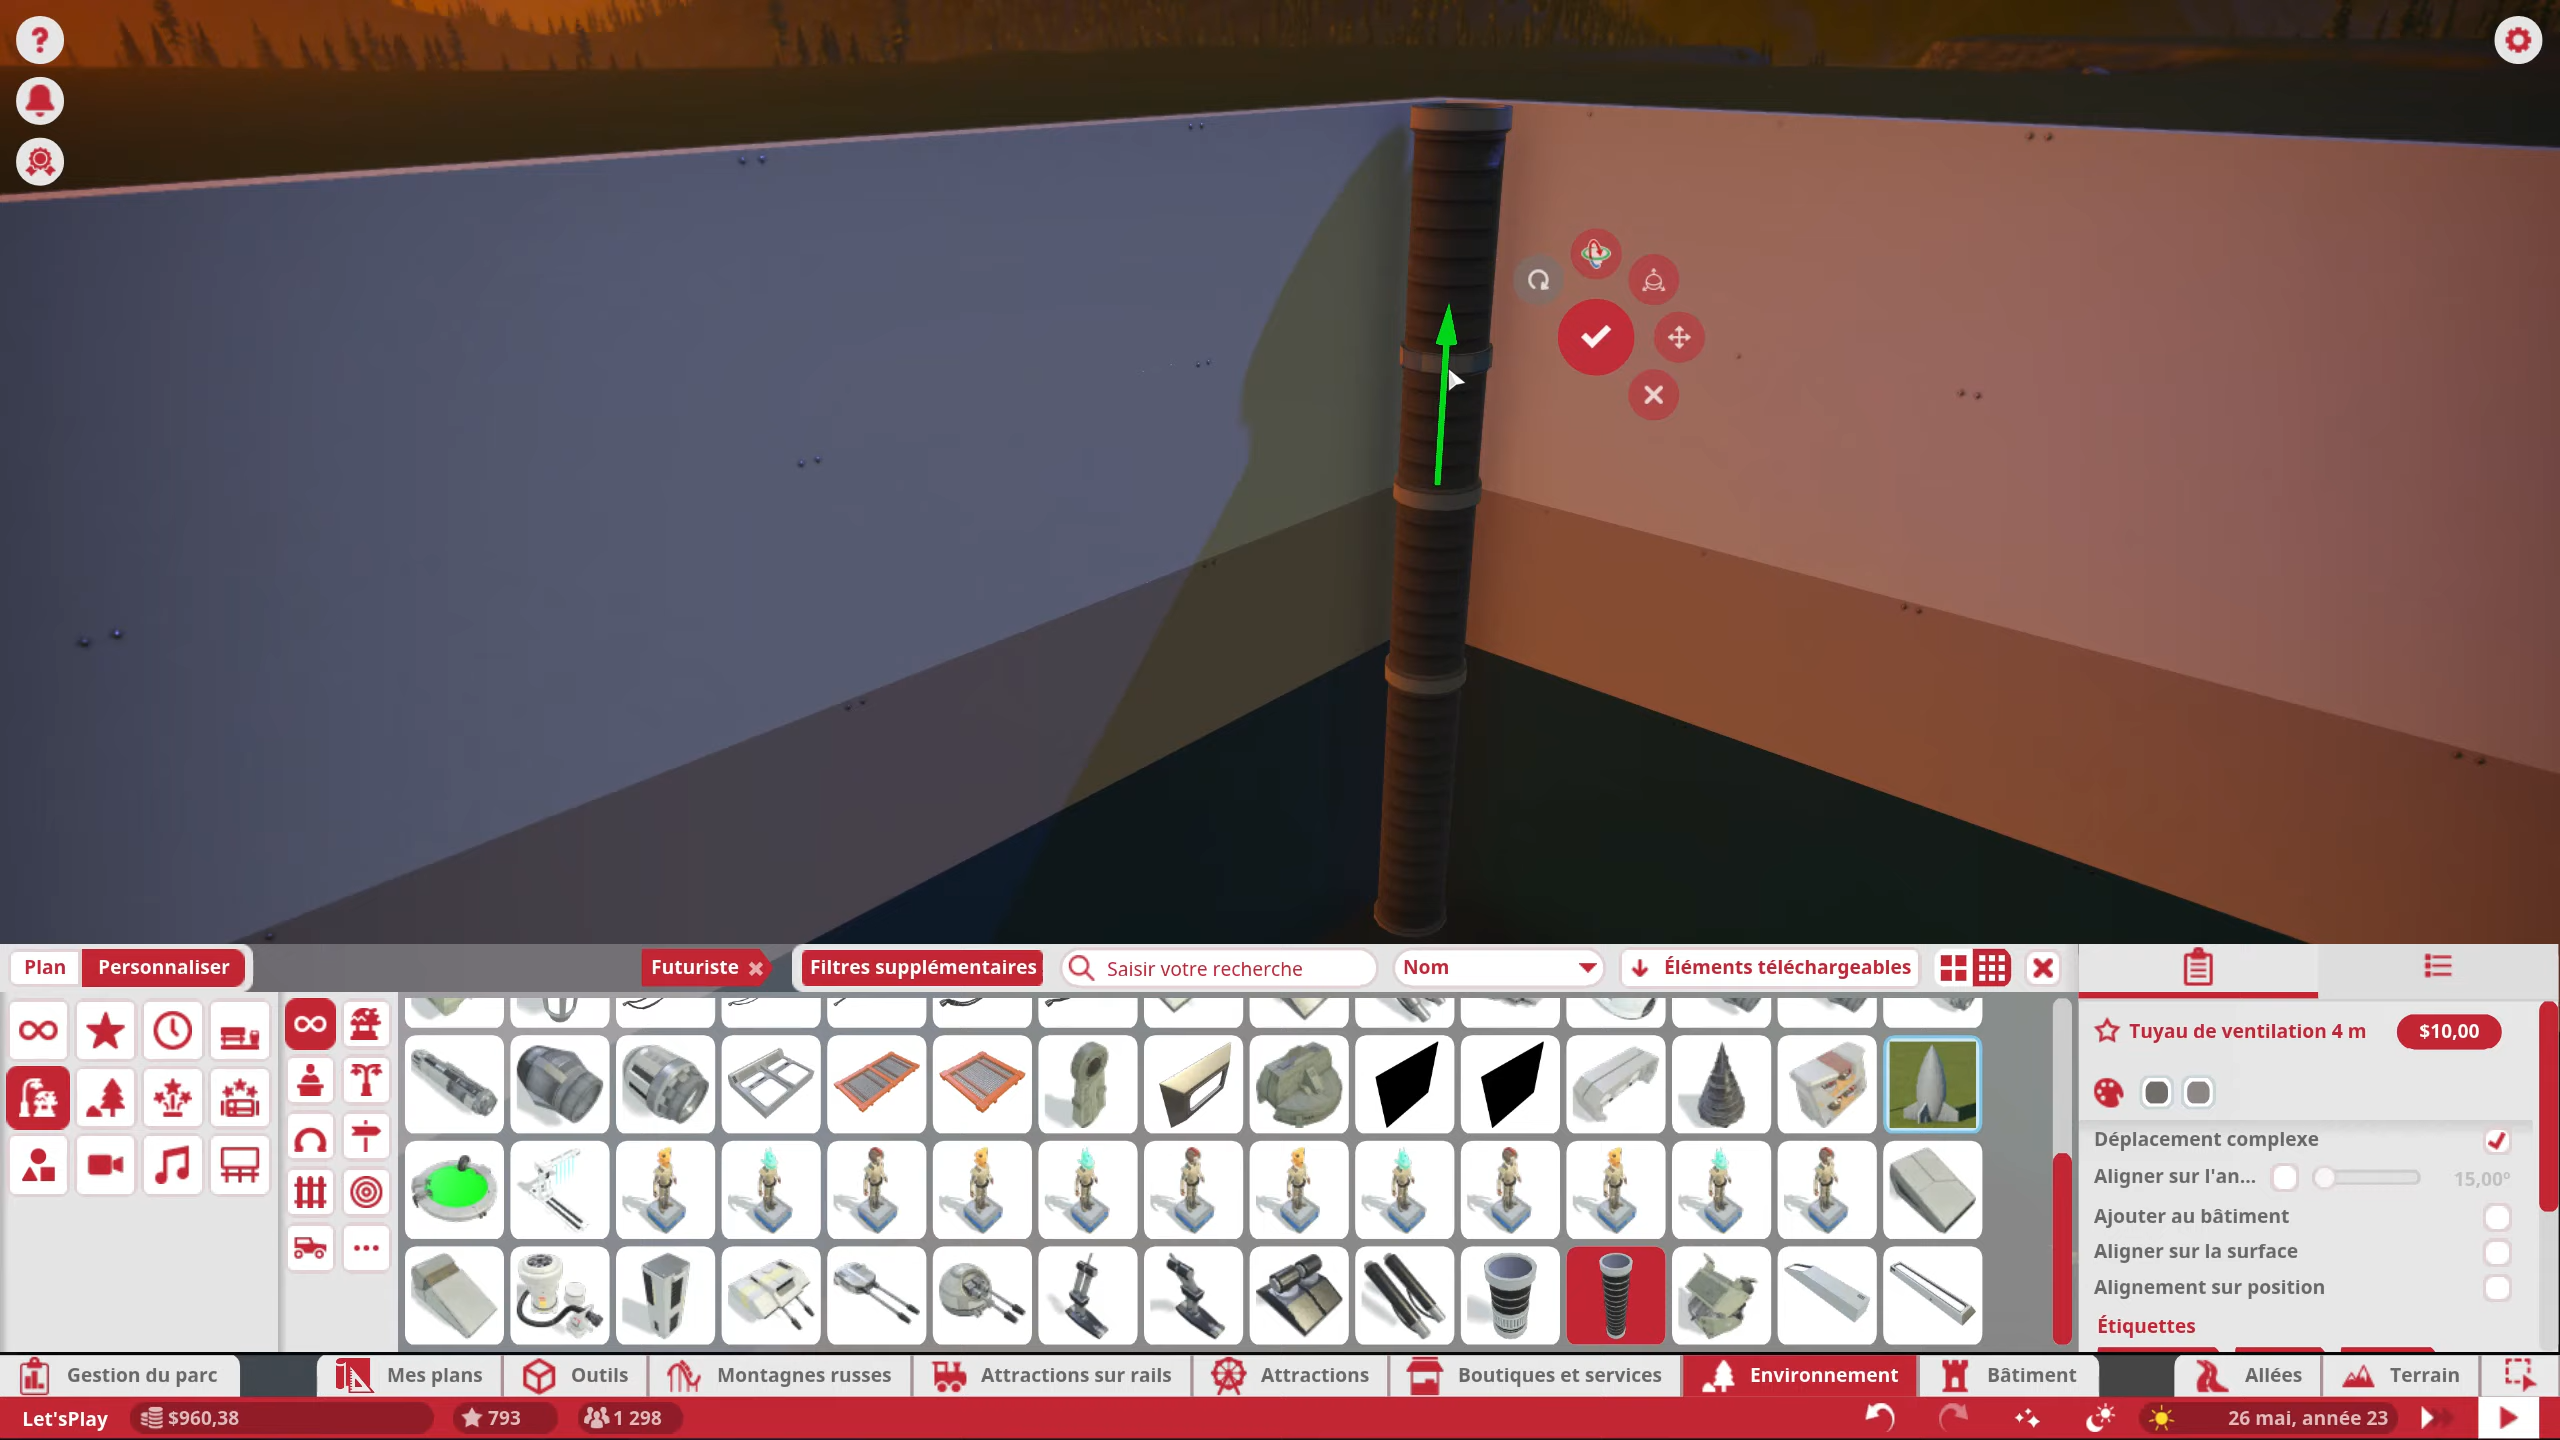 Plan
Personnaliser
Futuriste
Filtres supplémentaires
Saisir votre recherche
Nom
Éléments téléchargeables
Tuyau de ventilation 4 m
$10,00
Déplacement complexe
Aligner sur l'an...
15,00°
Ajouter au bâtiment
Aligner sur la surface
Alignement sur position
Étiquettes
Gestion du parc
Mes plans
Outils
Montagnes russes
Attractions sur rails
Attractions
Boutiques et services
Environnement
Bâtiment
Allées
Terrain
Let'sPlay
$960,38
793
1 298
26 mai, année 23